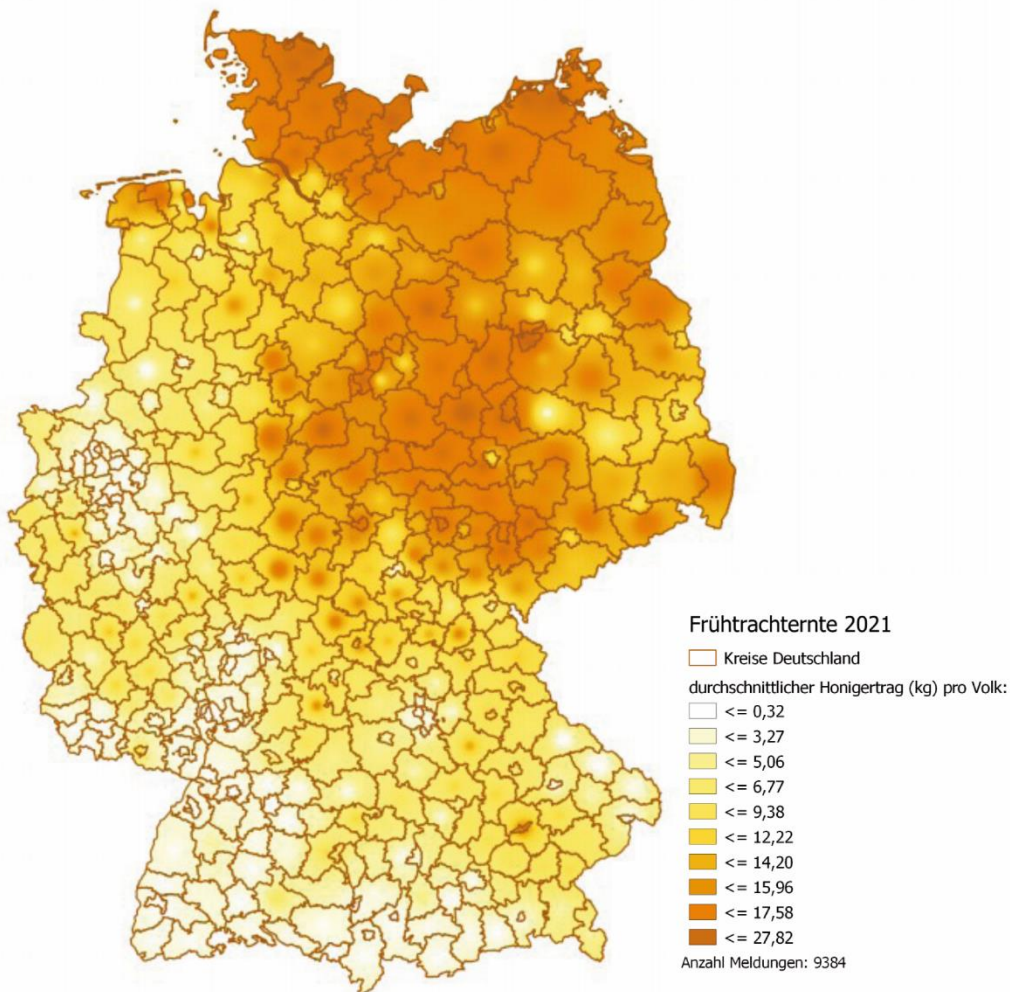 Frühtrachternte 2021
Kreise Deutschland
durchschnittlicher Honigertrag (kg) pro Volk:
<= 0,32
<= 3,27
<= 5,06
<= 6,77
<= 9,38
<= 12,22
<= 14,20
<= 15,96
<= 17,58
<= 27,82
Anzahl Meldungen: 9384